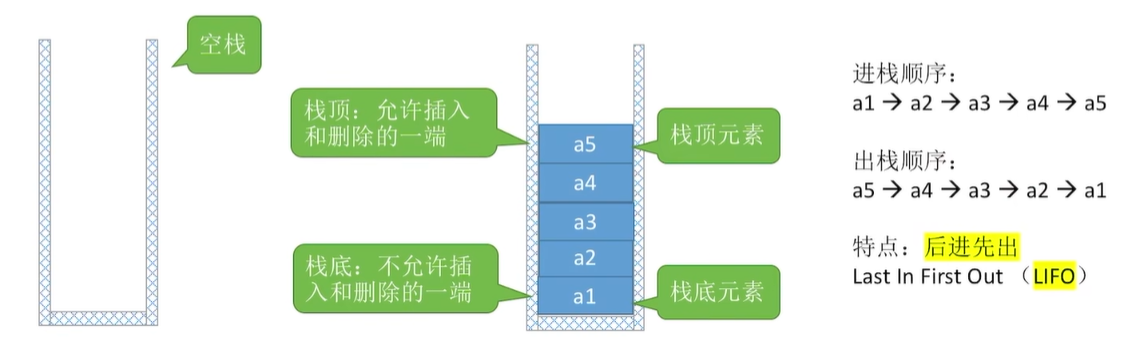 空栈
栈顶：允许插入
和删除的一端
栈顶元素
a5
a4
a3
a2
a1
栈底：不允许插
入和删除的一端
栈底元素
进栈顺序：
a1 → a2 → a3 → a4 → a5
出栈顺序：
a5 → a4 → a3 → a2 → a1
特点：后进先出
Last In First Out （LIFO）